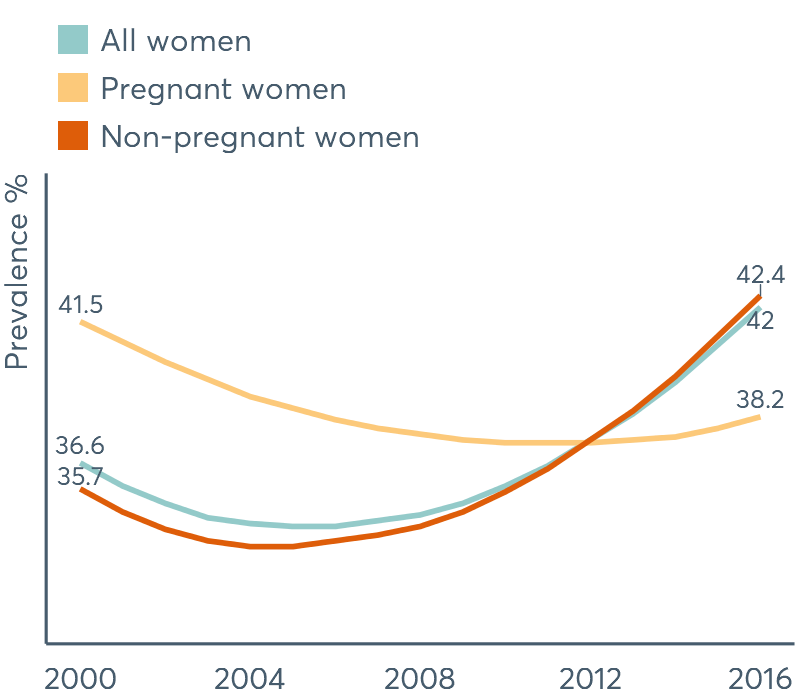 All women
Pregnant women
Non-pregnant women
Prevalence %
41.5
36.6
35.7
42.4
42
38.2
2000 2004 2008 2012 2016